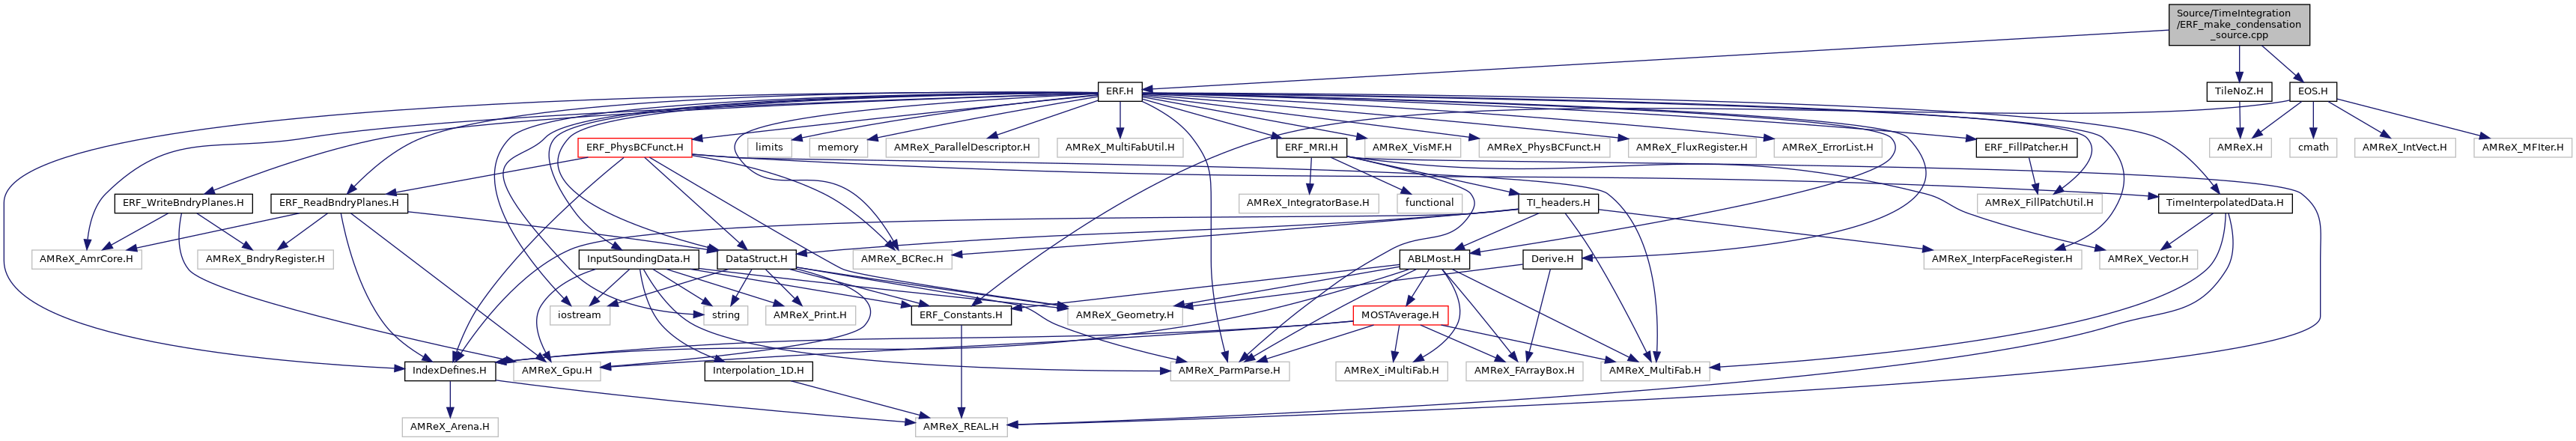 Source/TimeIntegration
/ERF_make_condensation
_source.cpp
ERF.H
TileNoZ.H
EOS.H
ERF_PhysBCFunct.H
limits
memory
AMReX_ParallelDescriptor.H
AMReX_MultiFabUtil.H
ERF_MRI.H
AMReX_VisMF.H
AMReX_PhysBCFunct.H
AMReX_FluxRegister.H
AMReX_ErrorList.H
ERF_FillPatcher.H
AMReX.H
cmath
AMReX_IntVect.H
AMReX_MFIter.H
ERF_WriteBndryPlanes.H
ERF_ReadBndryPlanes.H
AMReX_IntegratorBase.H
functional
TI_headers.H
AMReX_FillPatchUtil.H
TimeInterpolatedData.H
AMReX_AmrCore.H
AMReX_BndryRegister.H
InputSoundingData.H
DataStruct.H
AMReX_BCRec.H
ABLMost.H
Derive.H
AMReX_InterpFaceRegister.H
AMReX_Vector.H
iostream
string
AMReX_Print.H
ERF_Constants.H
AMReX_Geometry.H
MOSTAverage.H
IndexDefines.H
AMReX_Gpu.H
Interpolation_1D.H
AMReX_ParmParse.H
AMReX_iMultiFab.H
AMReX_FArrayBox.H
AMReX_MultiFab.H
AMReX_Arena.H
AMReX_REAL.H